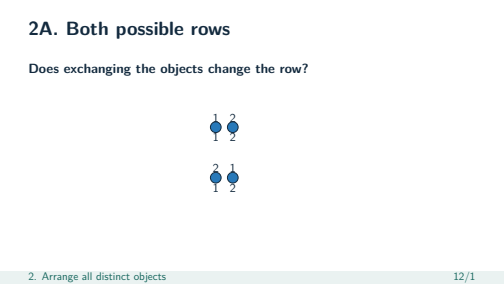 2A. Both possible rows
Does exchanging the objects change the row?
1 2
1 2
2 1
1 2
2. Arrange all distinct objects 12/1